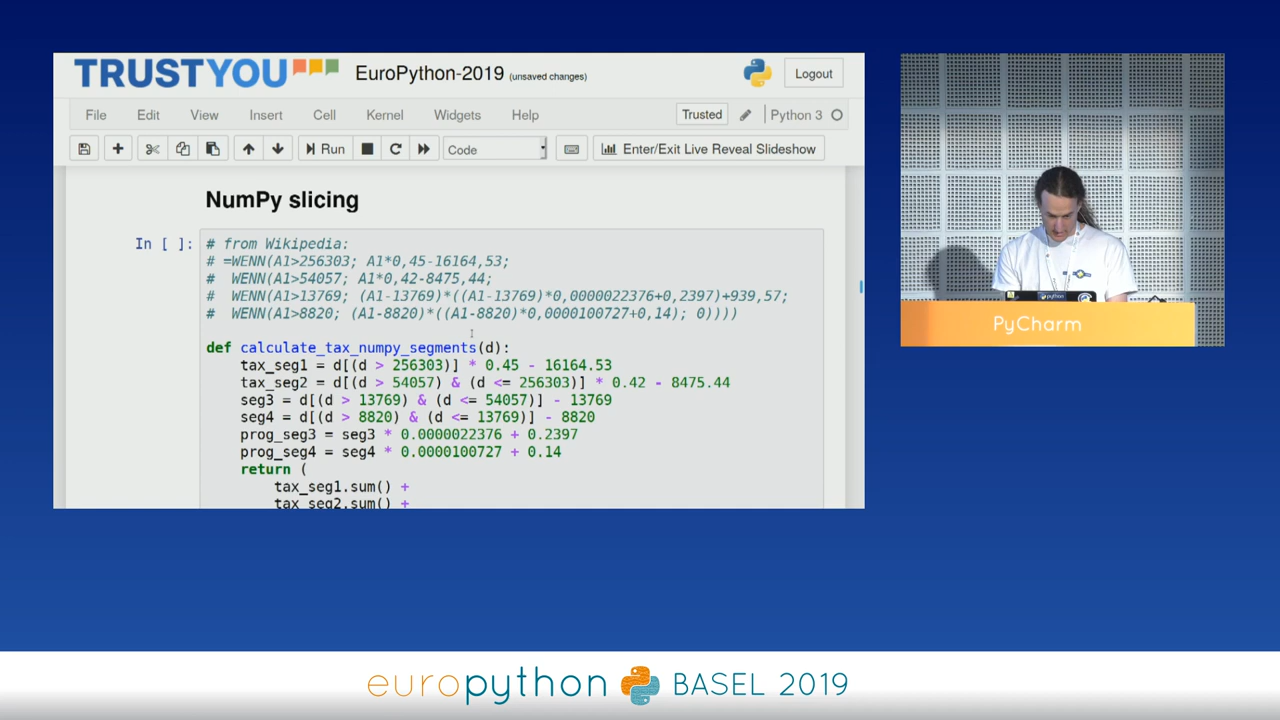 TRUSTYOU
EuroPython-2019 (unsaved changes)
Logout
File Edit View Insert Cell Kernel Widgets Help
Trusted
Python 3
Run
Code
Enter/Exit Live Reveal Slideshow
NumPy slicing
In [ ]:
# from Wikipedia:
# =WENN(A1>256303; A1*0,45-16164,53;
#  WENN(A1>54057; A1*0,42-8475,44;
#  WENN(A1>13769; (A1-13769)*((A1-13769)*0,0000022376+0,2397)+939,57;
#  WENN(A1>8820; (A1-8820)*((A1-8820)*0,0000100727+0,14); 0))))
def calculate_tax_numpy_segments(d):
    tax_seg1 = d[(d > 256303)] * 0.45 - 16164.53
    tax_seg2 = d[(d > 54057) & (d <= 256303)] * 0.42 - 8475.44
    seg3 = d[(d > 13769) & (d <= 54057)] - 13769
    seg4 = d[(d > 8820) & (d <= 13769)] - 8820
    prog_seg3 = seg3 * 0.0000022376 + 0.2397
    prog_seg4 = seg4 * 0.0000100727 + 0.14
    return (
        tax_seg1.sum() +
        tax_seg2.sum() +
python
PyCharm
europython BASEL 2019